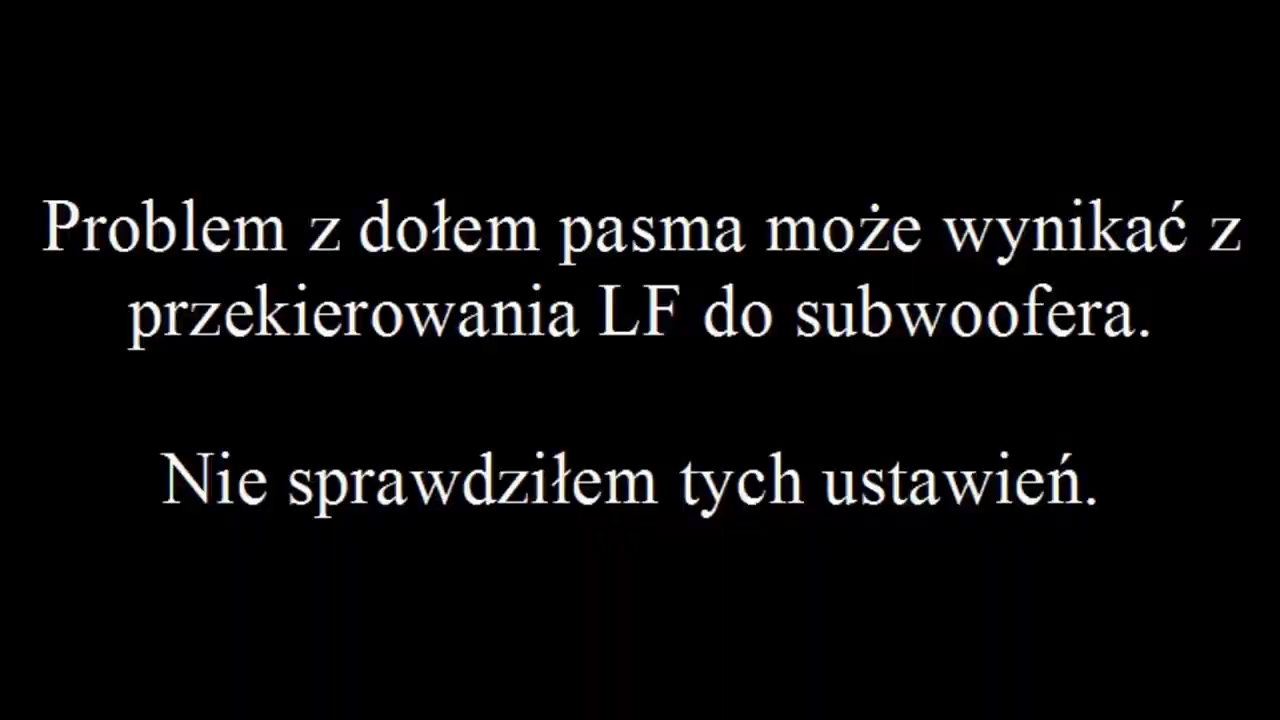 Problem z dołem pasma może wynikać z
przekierowania LF do subwoofera.
Nie sprawdziłem tych ustawień.